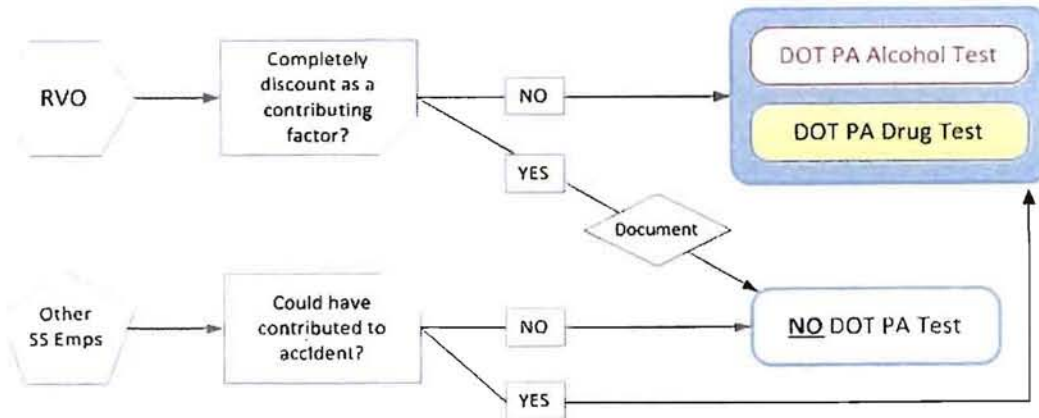 RVO
Completely
discount as a
contributing
factor?
NO
YES
Document
DOT PA Alcohol Test
DOT PA Drug Test
Other
SS Emps
Could have
contributed to
accident?
NO
YES
NO DOT PA Test